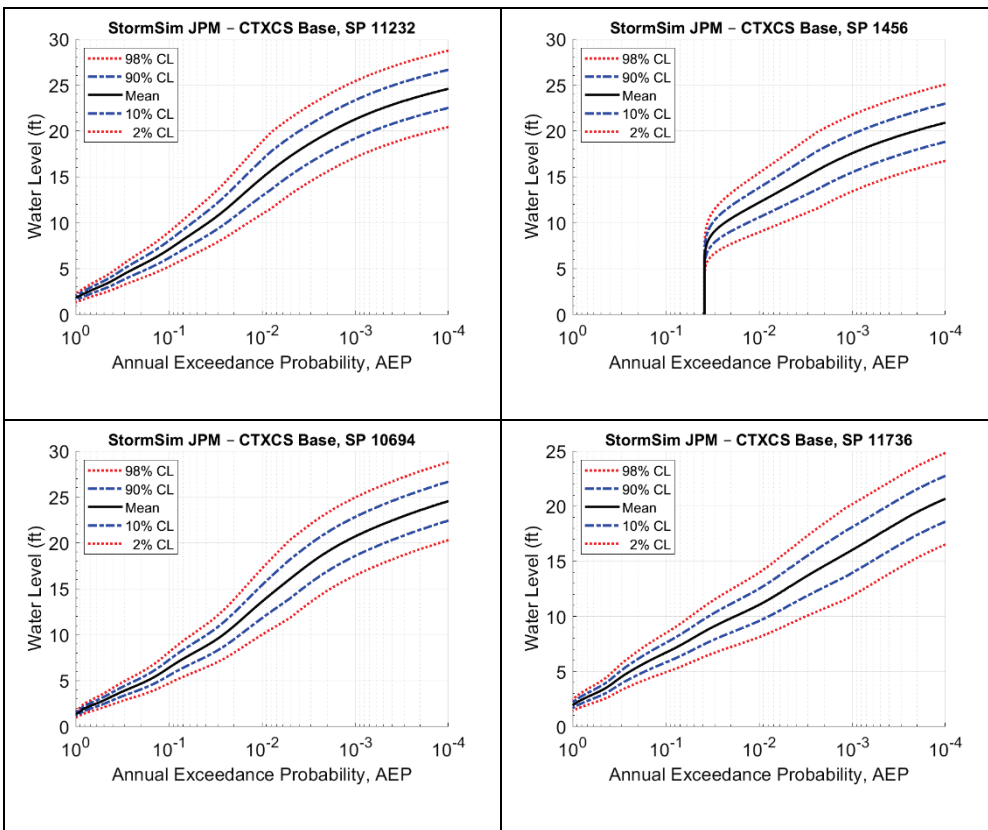 StormSim JPM – CTXCS Base, SP 11232
30
25
20
15
10
5
0
Water Level (ft)
98% CL
90% CL
Mean
10% CL
2% CL
10^0 10^-1 10^-2 10^-3 10^-4
Annual Exceedance Probability, AEP
StormSim JPM – CTXCS Base, SP 1456
30
25
20
15
10
5
0
Water Level (ft)
98% CL
90% CL
Mean
10% CL
2% CL
10^0 10^-1 10^-2 10^-3 10^-4
Annual Exceedance Probability, AEP
StormSim JPM – CTXCS Base, SP 10694
30
25
20
15
10
5
0
Water Level (ft)
98% CL
90% CL
Mean
10% CL
2% CL
10^0 10^-1 10^-2 10^-3 10^-4
Annual Exceedance Probability, AEP
StormSim JPM – CTXCS Base, SP 11736
25
20
15
10
5
0
Water Level (ft)
98% CL
90% CL
Mean
10% CL
2% CL
10^0 10^-1 10^-2 10^-3 10^-4
Annual Exceedance Probability, AEP